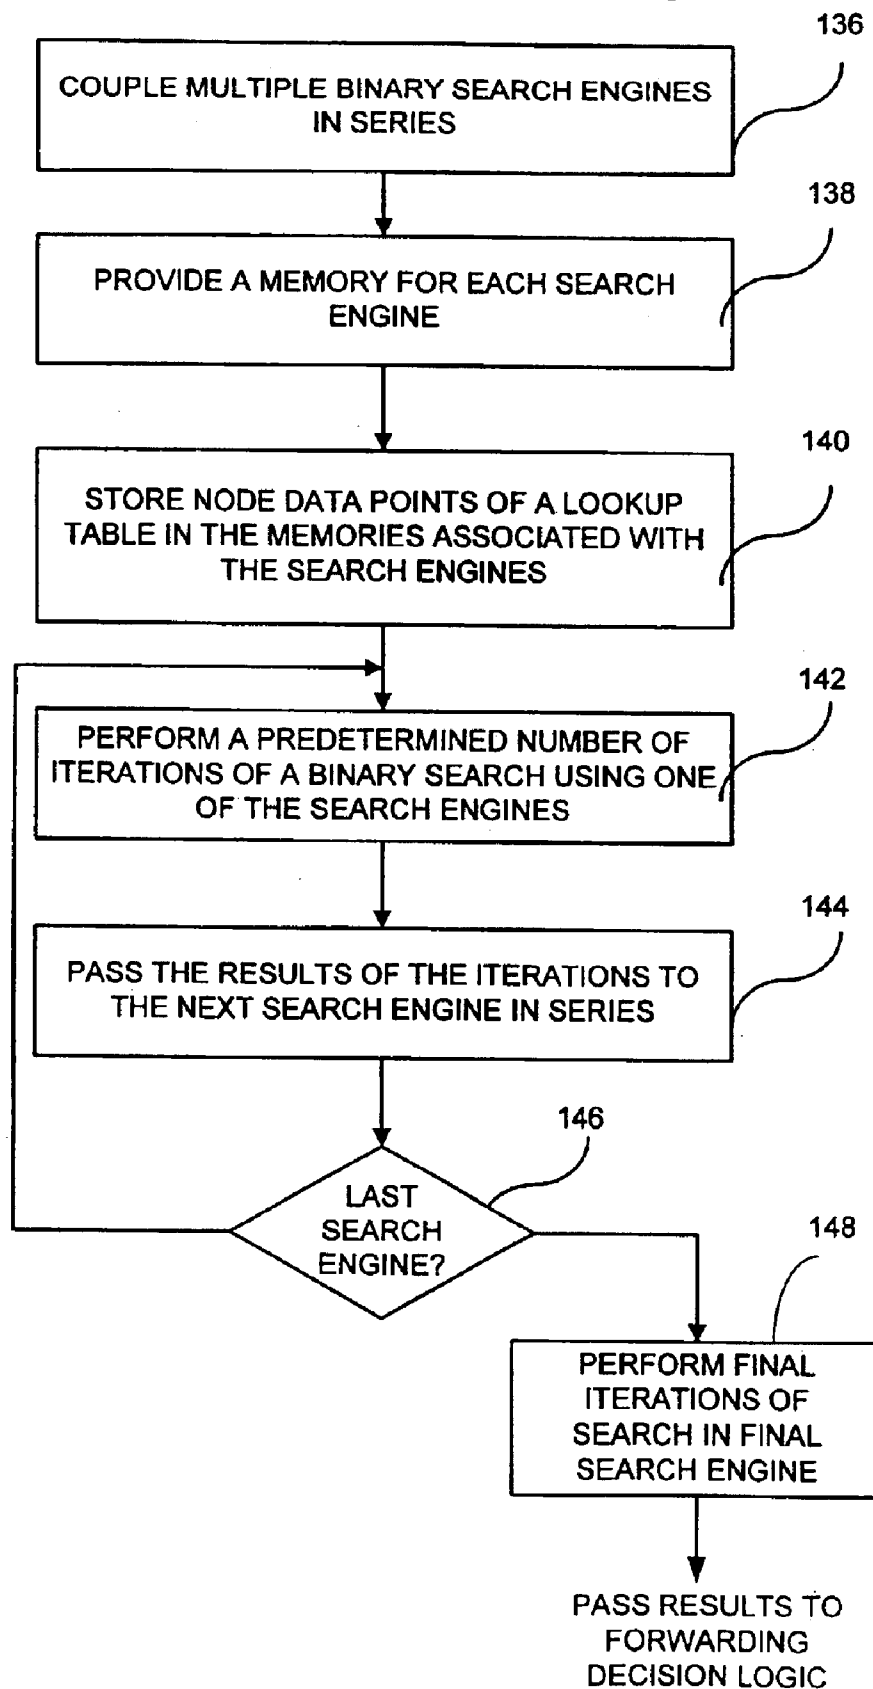 136
COUPLE MULTIPLE BINARY SEARCH ENGINES
IN SERIES
138
PROVIDE A MEMORY FOR EACH SEARCH
ENGINE
140
STORE NODE DATA POINTS OF A LOOKUP
TABLE IN THE MEMORIES ASSOCIATED WITH
THE SEARCH ENGINES
142
PERFORM A PREDETERMINED NUMBER OF
ITERATIONS OF A BINARY SEARCH USING ONE
OF THE SEARCH ENGINES
144
PASS THE RESULTS OF THE ITERATIONS TO
THE NEXT SEARCH ENGINE IN SERIES
146
LAST
SEARCH
ENGINE?
148
PERFORM FINAL
ITERATIONS OF
SEARCH IN FINAL
SEARCH ENGINE
PASS RESULTS TO
FORWARDING
DECISION LOGIC